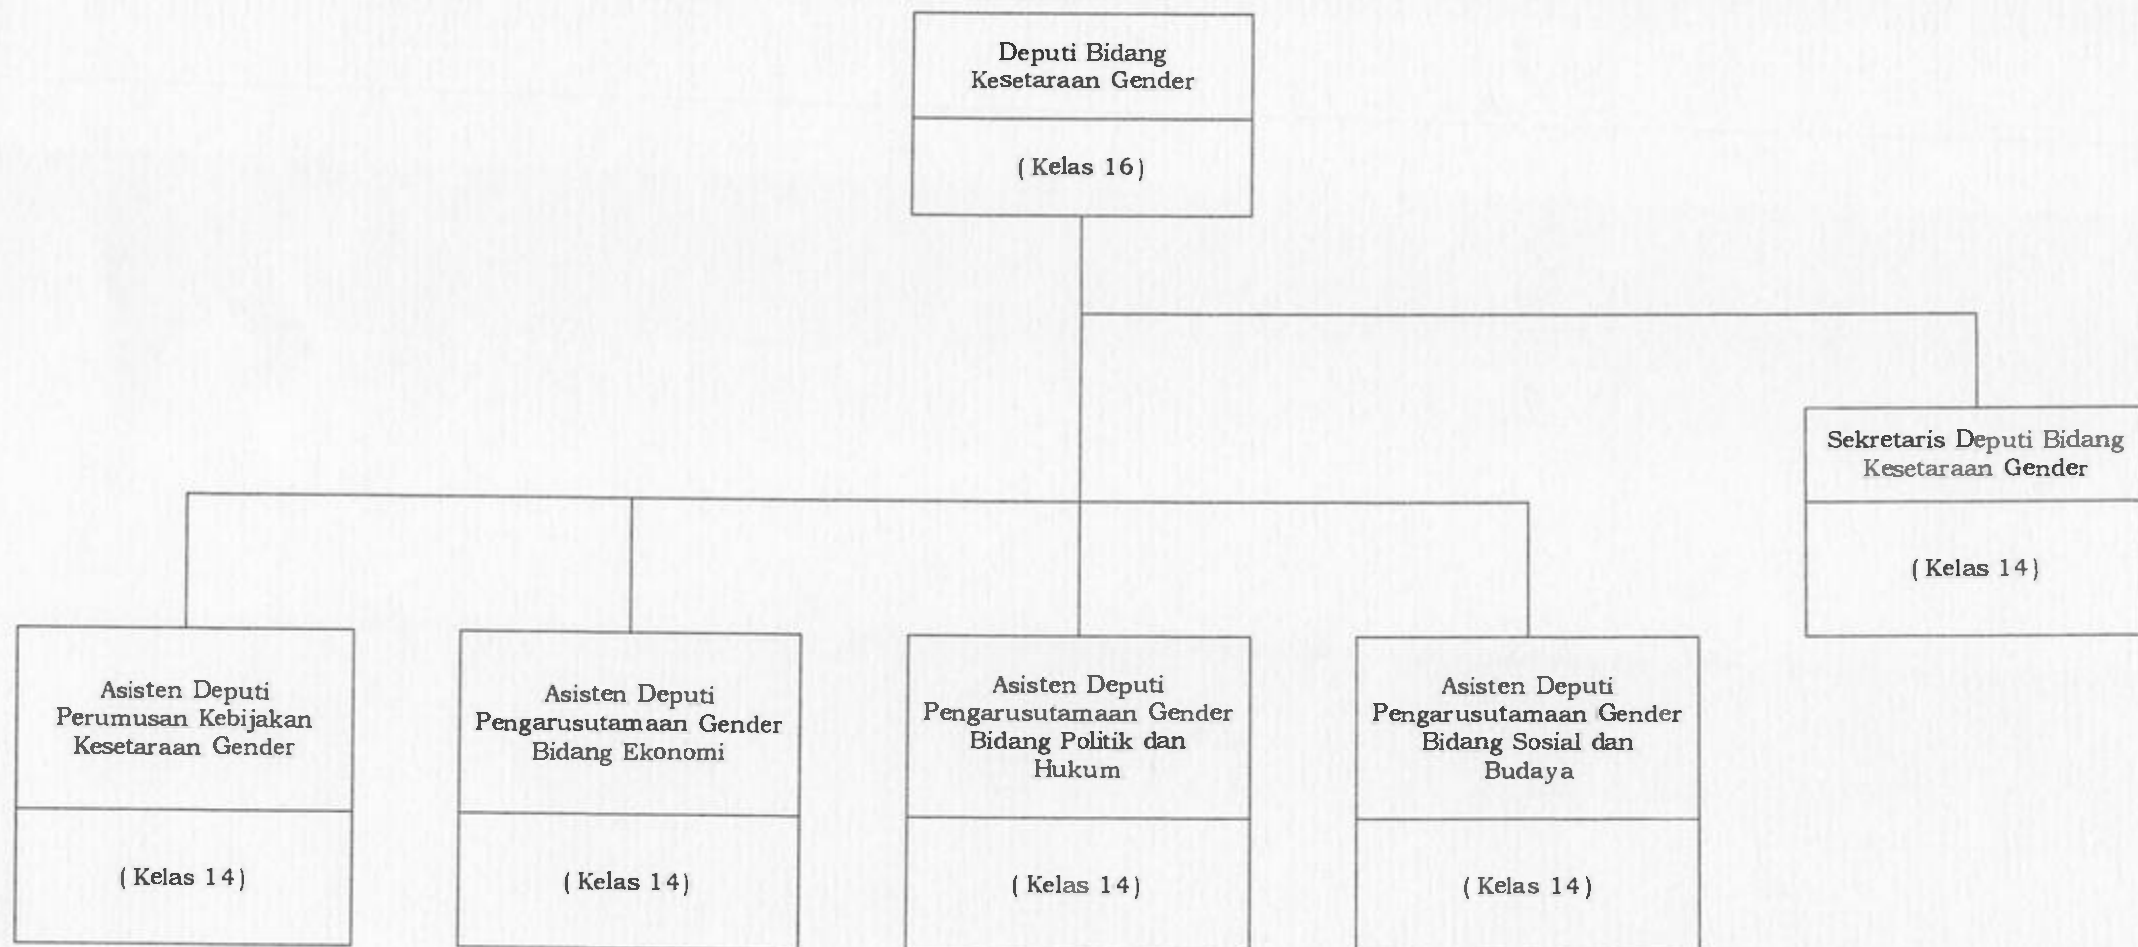 Deputi Bidang
Kesetaraan Gender
( Kelas 16)
Sekretaris Deputi Bidang
Kesetaraan Gender
( Kelas 14)
Asisten Deputi
Perumusan Kebijakan
Kesetaraan Gender
( Kelas 14)
Asisten Deputi
Pengarusutamaan Gender
Bidang Ekonomi
( Kelas 14)
Asisten Deputi
Pengarusutamaan Gender
Bidang Politik dan
Hukum
( Kelas 14)
Asisten Deputi
Pengarusutamaan Gender
Bidang Sosial dan
Budaya
( Kelas 14)